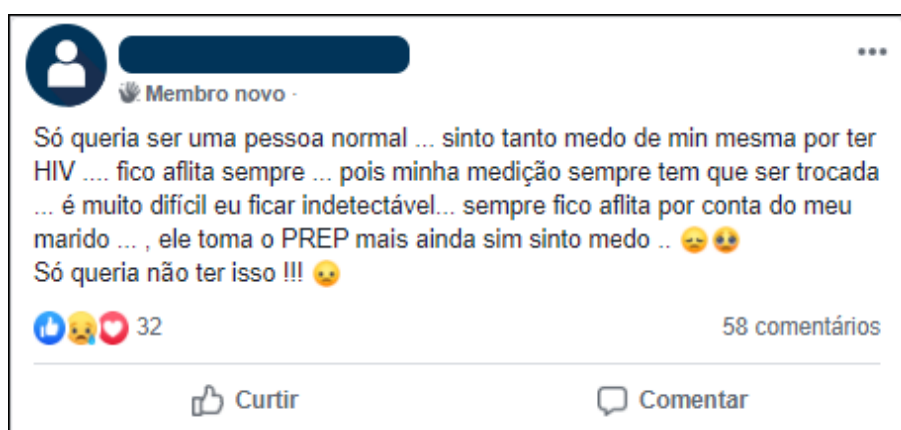 Membro novo ·
Só queria ser uma pessoa normal ... sinto tanto medo de min mesma por ter
HIV .... fico aflita sempre ... pois minha medição sempre tem que ser trocada
... é muito difícil eu ficar indetectável... sempre fico aflita por conta do meu
marido ... , ele toma o PREP mais ainda sim sinto medo .. 😞🥺
Só queria não ter isso !!! 😞
32 58 comentários
Curtir Comentar